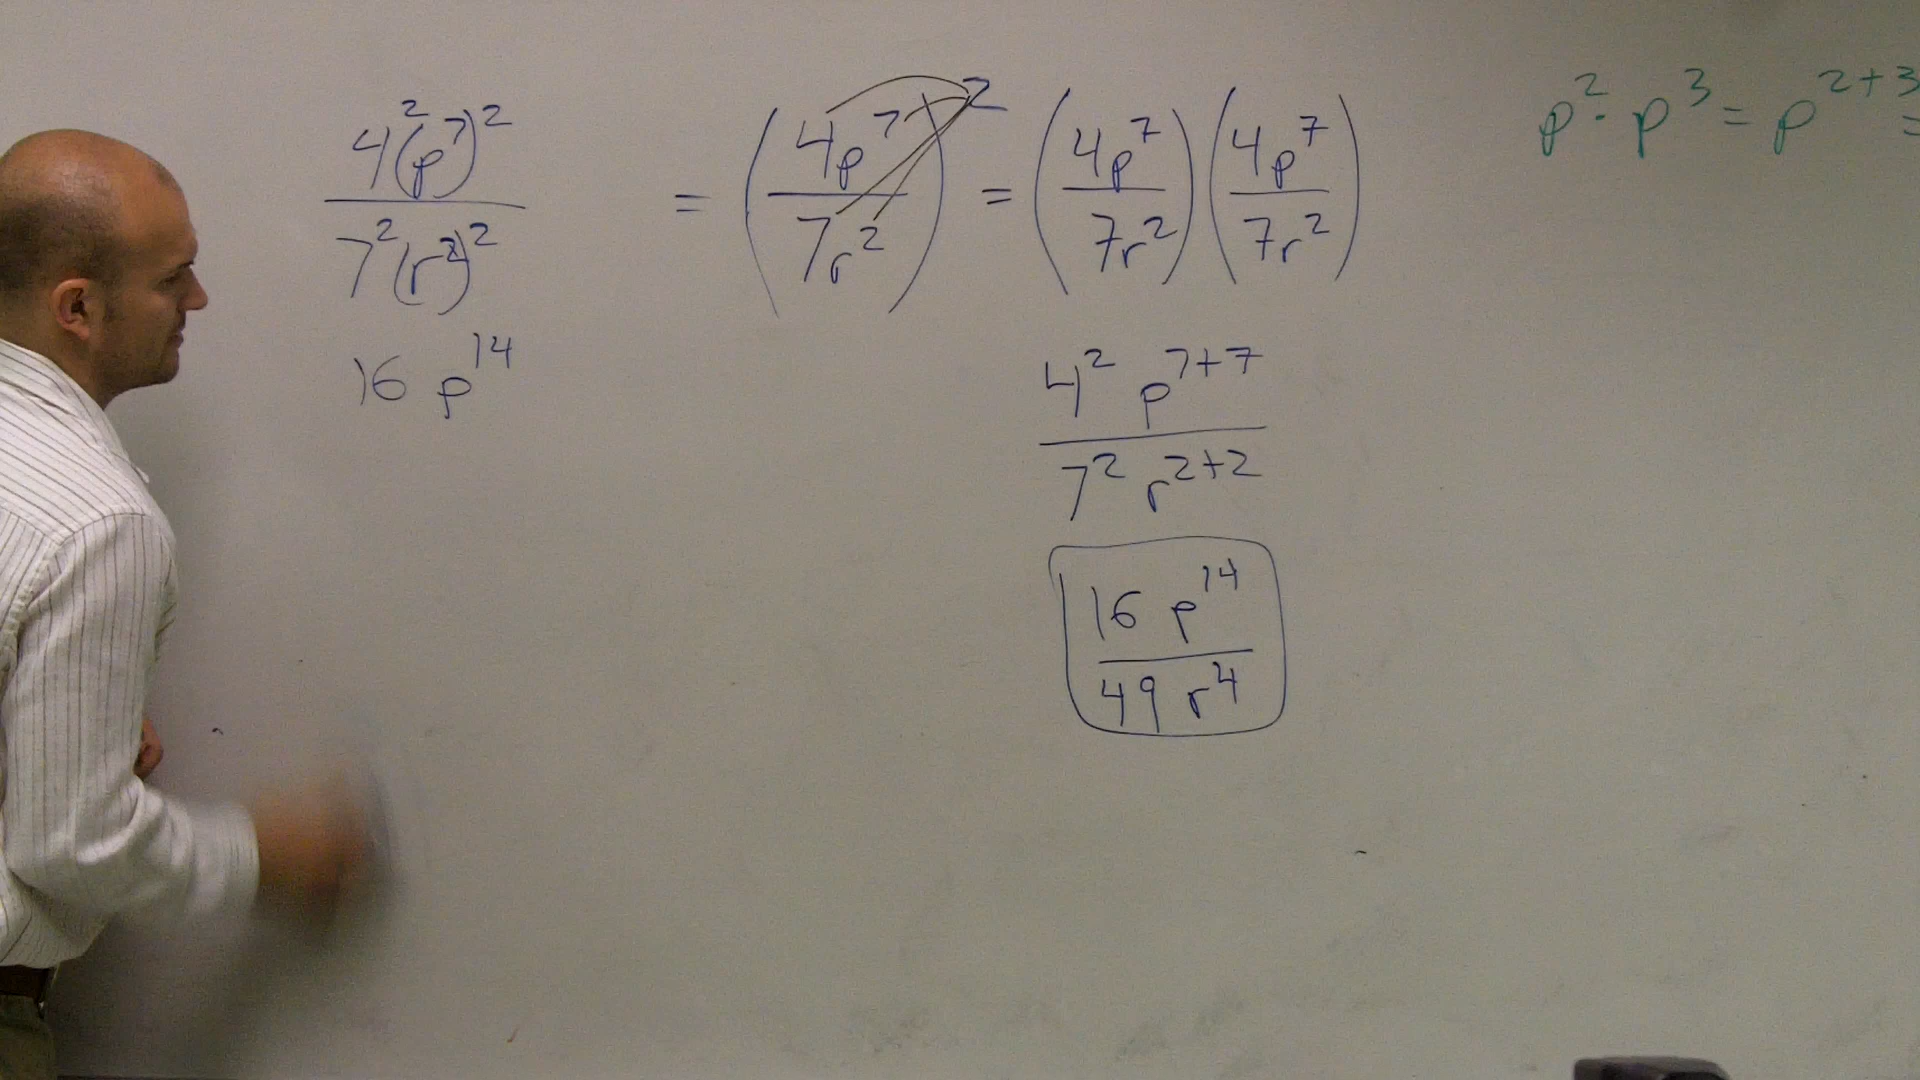 4²(p⁷)² / 7²(r²)² = (4p⁷ / 7r²)² = (4p⁷ / 7r²)(4p⁷ / 7r²)
p² · p³ = p²⁺³ =
16 p¹⁴
4² p⁷⁺⁷ / 7² r²⁺²
16 p¹⁴ / 49 r⁴